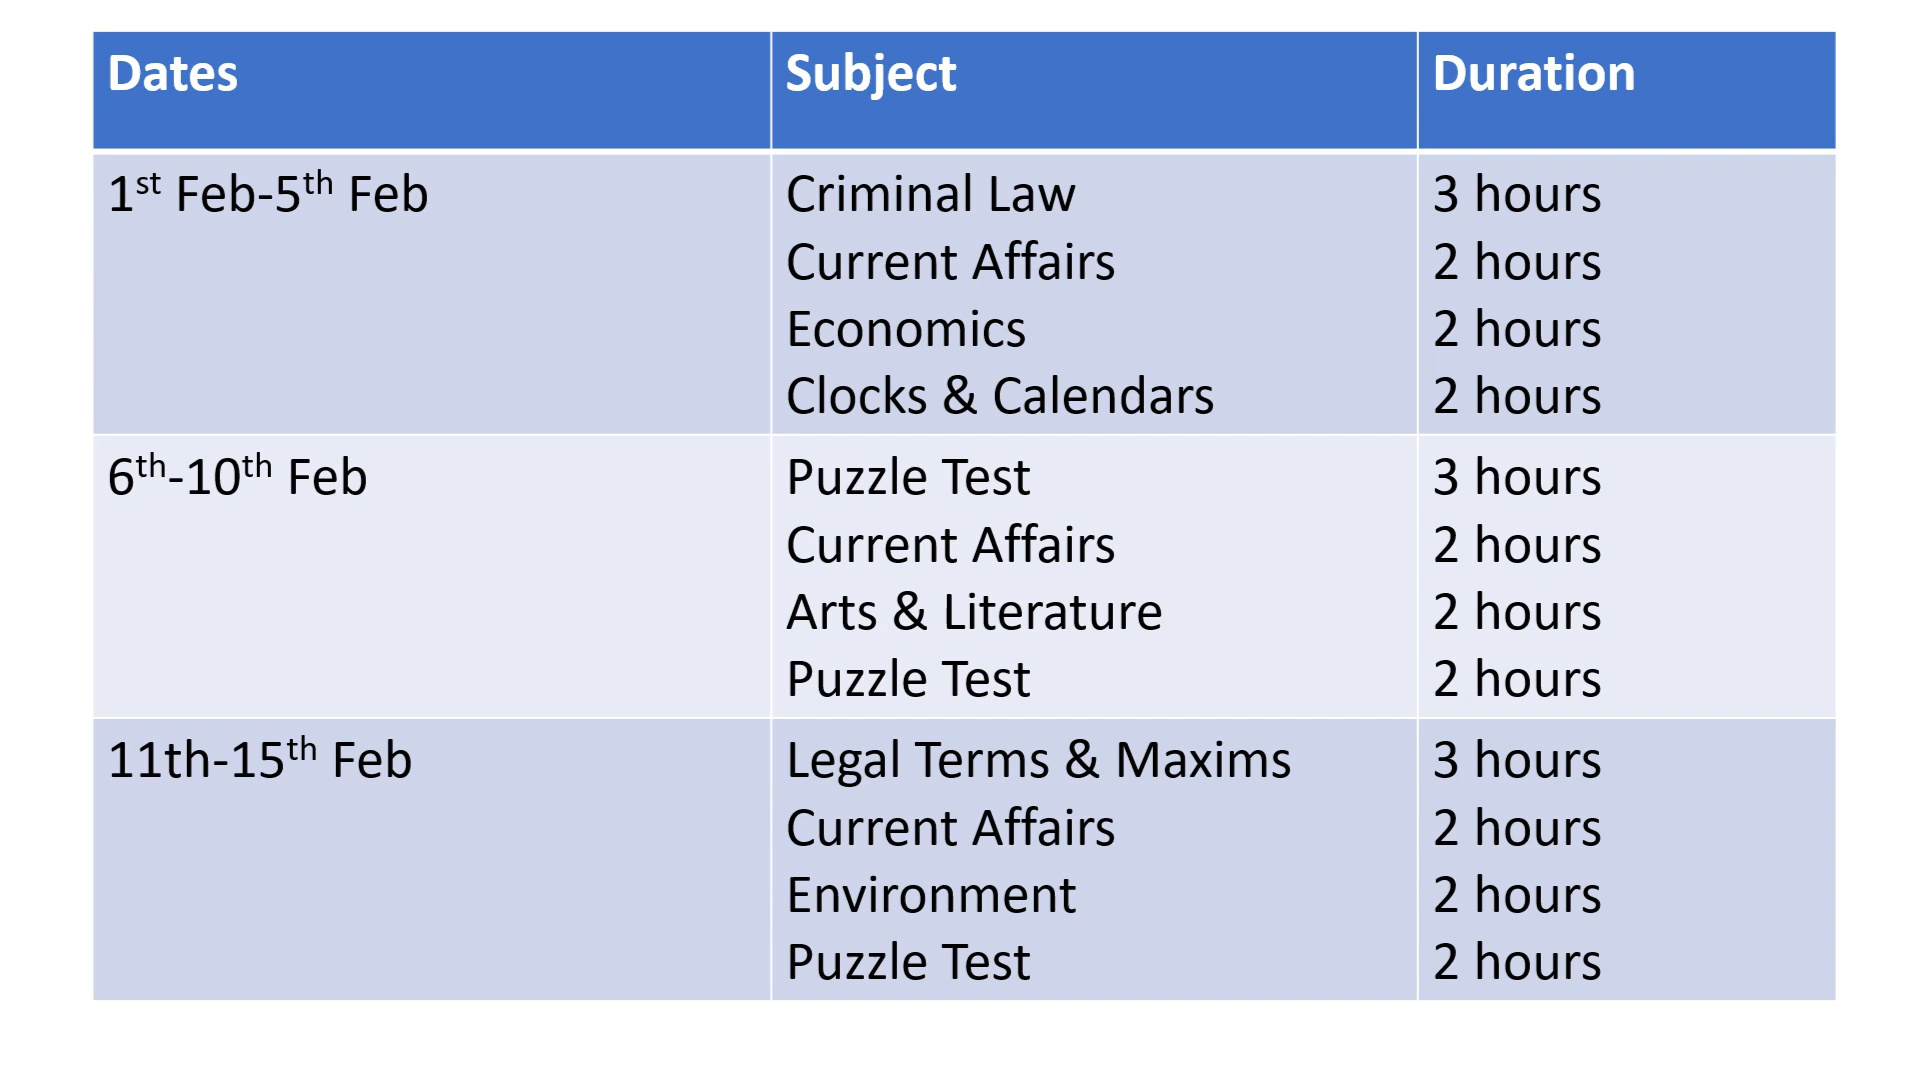 Dates Subject Duration
1st Feb-5th Feb Criminal Law 3 hours
Current Affairs 2 hours
Economics 2 hours
Clocks & Calendars 2 hours
6th-10th Feb Puzzle Test 3 hours
Current Affairs 2 hours
Arts & Literature 2 hours
Puzzle Test 2 hours
11th-15th Feb Legal Terms & Maxims 3 hours
Current Affairs 2 hours
Environment 2 hours
Puzzle Test 2 hours